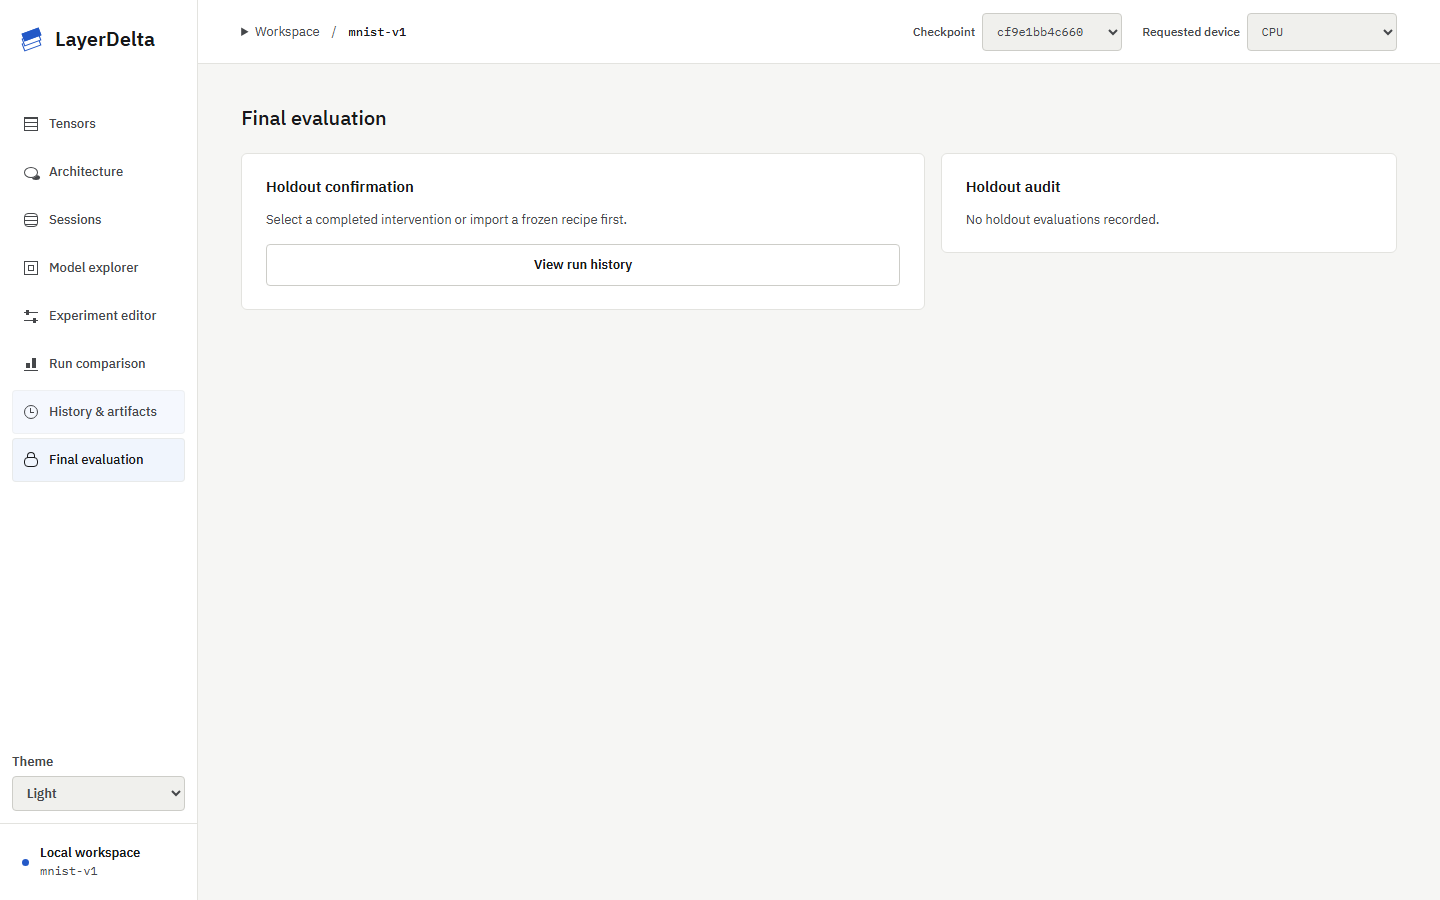 LayerDelta
Tensors
Architecture
Sessions
Model explorer
Experiment editor
Run comparison
History & artifacts
Final evaluation
Theme
Light
Local workspace
mnist-v1
Workspace / mnist-v1
Checkpoint cf9e1bb4c660 Requested device CPU
Final evaluation
Holdout confirmation
Select a completed intervention or import a frozen recipe first.
View run history
Holdout audit
No holdout evaluations recorded.